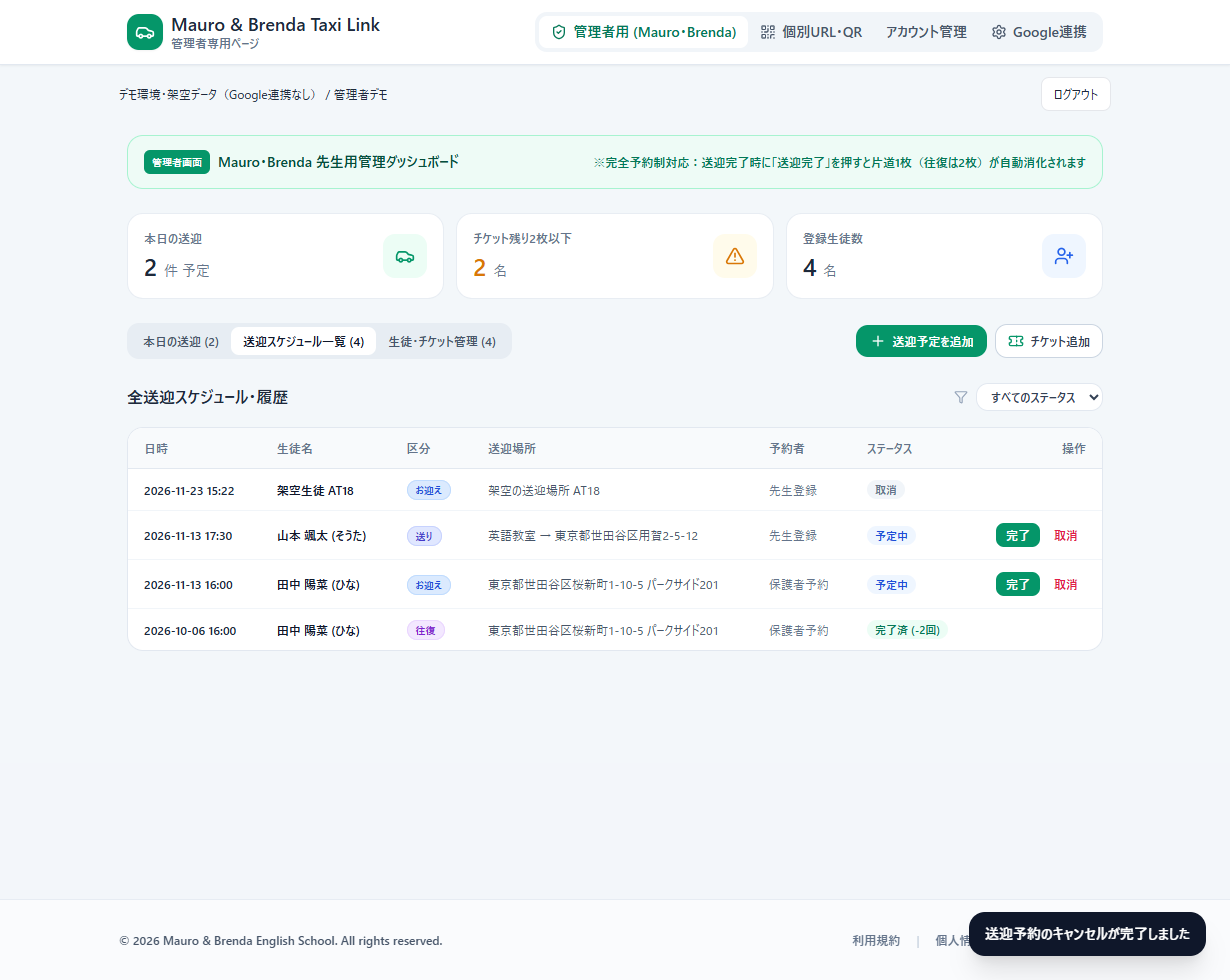 Mauro & Brenda Taxi Link
管理者専用ページ
管理者用 (Mauro・Brenda)
個別URL・QR
アカウント管理
Google連携
デモ環境・架空データ（Google連携なし） / 管理者デモ
ログアウト
管理者画面
Mauro・Brenda 先生用管理ダッシュボード
※完全予約制対応：送迎完了時に「送迎完了」を押すと片道1枚（往復は2枚）が自動消化されます
本日の送迎
2 件 予定
チケット残り2枚以下
2 名
登録生徒数
4 名
本日の送迎 (2)
送迎スケジュール一覧 (4)
生徒・チケット管理 (4)
送迎予定を追加
チケット追加
全送迎スケジュール・履歴
すべてのステータス
日時 生徒名 区分 送迎場所 予約者 ステータス 操作
2026-11-23 15:22 架空生徒 AT18 お迎え 架空の送迎場所 AT18 先生登録 取消
2026-11-13 17:30 山本 颯太 (そうた) 送り 英語教室 → 東京都世田谷区用賀2-5-12 先生登録 予定中 完了 取消
2026-11-13 16:00 田中 陽菜 (ひな) お迎え 東京都世田谷区桜新町1-10-5 パークサイド201 保護者予約 予定中 完了 取消
2026-10-06 16:00 田中 陽菜 (ひな) 往復 東京都世田谷区桜新町1-10-5 パークサイド201 保護者予約 完了済 (-2回)
© 2026 Mauro & Brenda English School. All rights reserved.
利用規約 | 個人情
送迎予約のキャンセルが完了しました